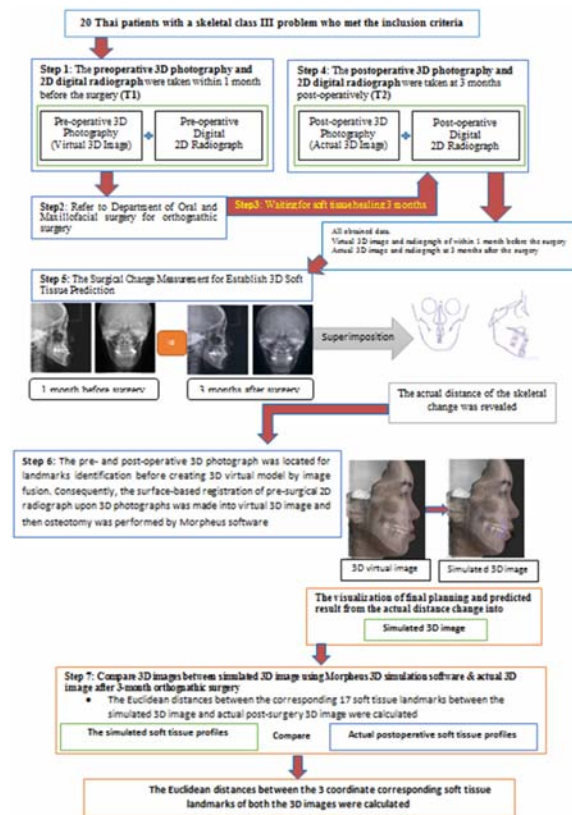 20 Thai patients with a skeletal class III problem who met the inclusion criteria
Step 1: The preoperative 3D photography and
2D digital radiograph were taken within 1 month
before the surgery (T1)
Pre-operative 3D
Photography
(Virtual 3D Image)
Pre-operative
Digital
2D Radiograph
Step 4: The postoperative 3D photography and
2D digital radiograph were taken at 3 months
post-operatively (T2)
Post-operative 3D
Photography
(Actual 3D Image)
Post-operative
Digital
2D Radiograph
Step2: Refer to Department of Oral and
Maxillofacial surgery for orthognathic
surgery
Step3: Waiting for soft tissue healing 3 months
All obtained data
Virtual 3D image and radiograph of within 1 month before the surgery
Actual 3D image and radiograph at 3 months after the surgery
Step 5: The Surgical Change Measurement for Establish 3D Soft
Tissue Prediction
1 month before surgery
3 months after surgery
Superimposition
The actual distance of the skeletal
change was revealed
Step 6: The pre- and post-operative 3D photograph was located for
landmarks identification before creating 3D virtual model by image
fusion. Consequently, the surface-based registration of pre-surgical 2D
radiograph upon 3D photographs was made into virtual 3D image and
then osteotomy was performed by Morpheus software
3D virtual image
Simulated 3D image
The visualization of final planning and predicted
result from the actual distance change into
Simulated 3D image
Step 7: Compare 3D images between simulated 3D image using Morpheus 3D simulation software & actual 3D
image after 3-month orthognathic surgery
• The Euclidean distances between the corresponding 17 soft tissue landmarks between the
simulated 3D image and actual post-surgery 3D image were calculated
The simulated soft tissue profiles
Compare
Actual postoperative soft tissue profiles
The Euclidean distances between the 3 coordinate corresponding soft tissue
landmarks of both the 3D images were calculated